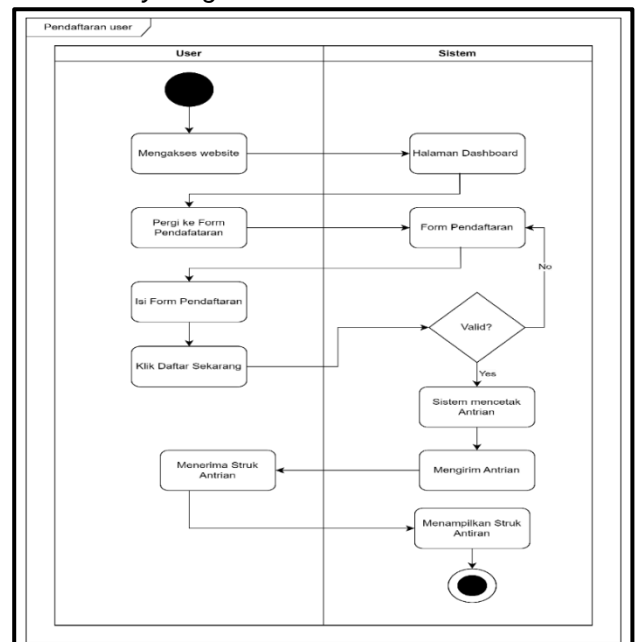 Pendaftaran user
User
Sistem
Mengakses website
Halaman Dashboard
Pergi ke Form
Pendafataran
Form Pendaftaran
No
Isi Form Pendaftaran
Valid?
Klik Daftar Sekarang
Yes
Sistem mencetak
Antrian
Menerima Struk
Antrian
Mengirim Antrian
Menampilkan Struk
Antiran